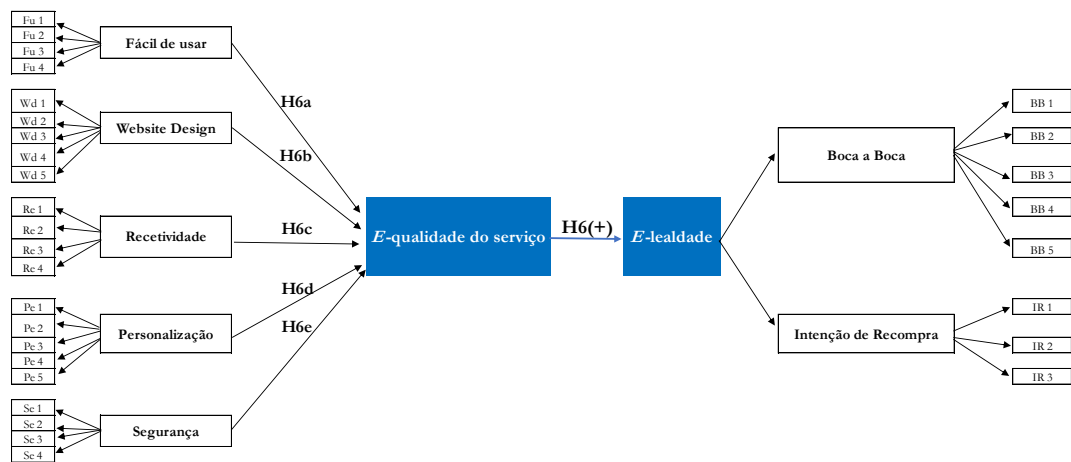 Fu 1
Fu 2
Fu 3
Fu 4
Fácil de usar
H6a
Wd 1
Wd 2
Wd 3
Wd 4
Wd 5
Website Design
H6b
Re 1
Re 2
Re 3
Re 4
Recetividade
H6c
Pe 1
Pe 2
Pe 3
Pe 4
Pe 5
Personalização
H6d
H6e
Se 1
Se 2
Se 3
Se 4
Segurança
E-qualidade do serviço
H6(+)
E-lealdade
Boca a Boca
BB 1
BB 2
BB 3
BB 4
BB 5
Intenção de Recompra
IR 1
IR 2
IR 3